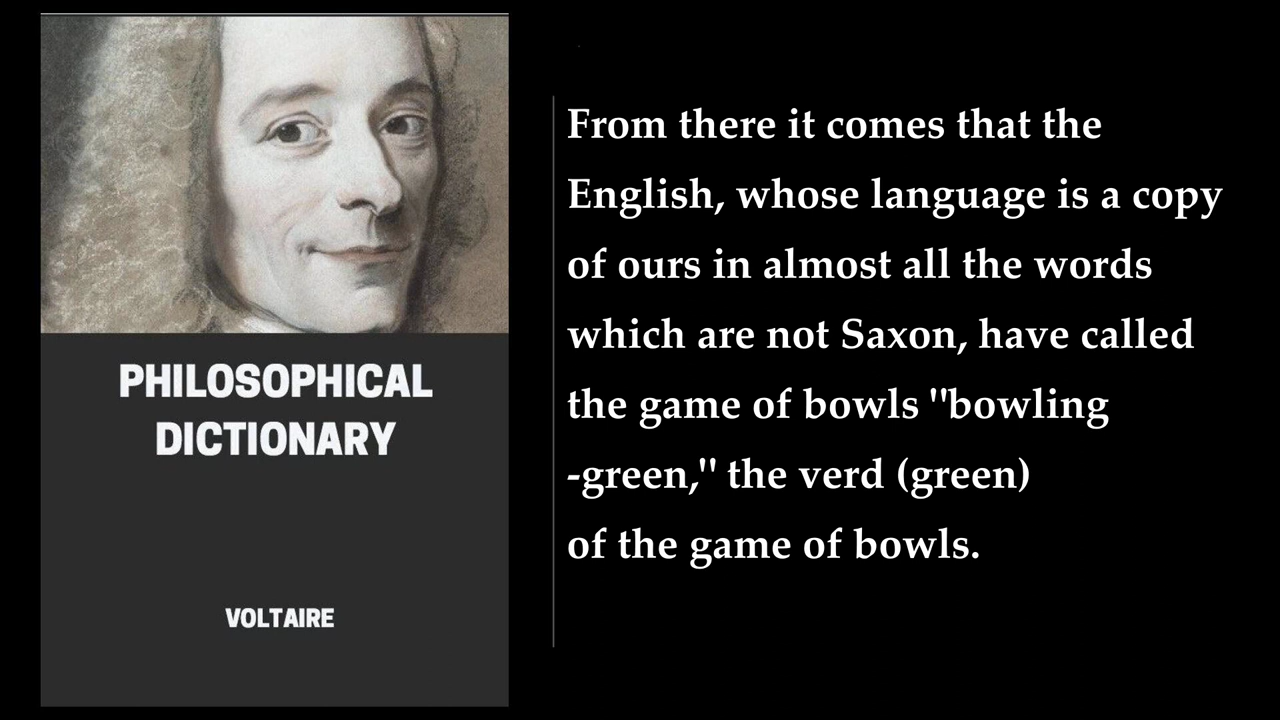 PHILOSOPHICAL
DICTIONARY
VOLTAIRE
From there it comes that the
English, whose language is a copy
of ours in almost all the words
which are not Saxon, have called
the game of bowls "bowling
-green," the verd (green)
of the game of bowls.